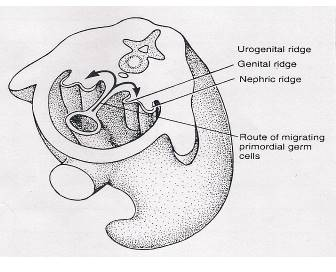 Urogenital ridge
Genital ridge
Nephric ridge
Route of migrating
primordial germ
cells